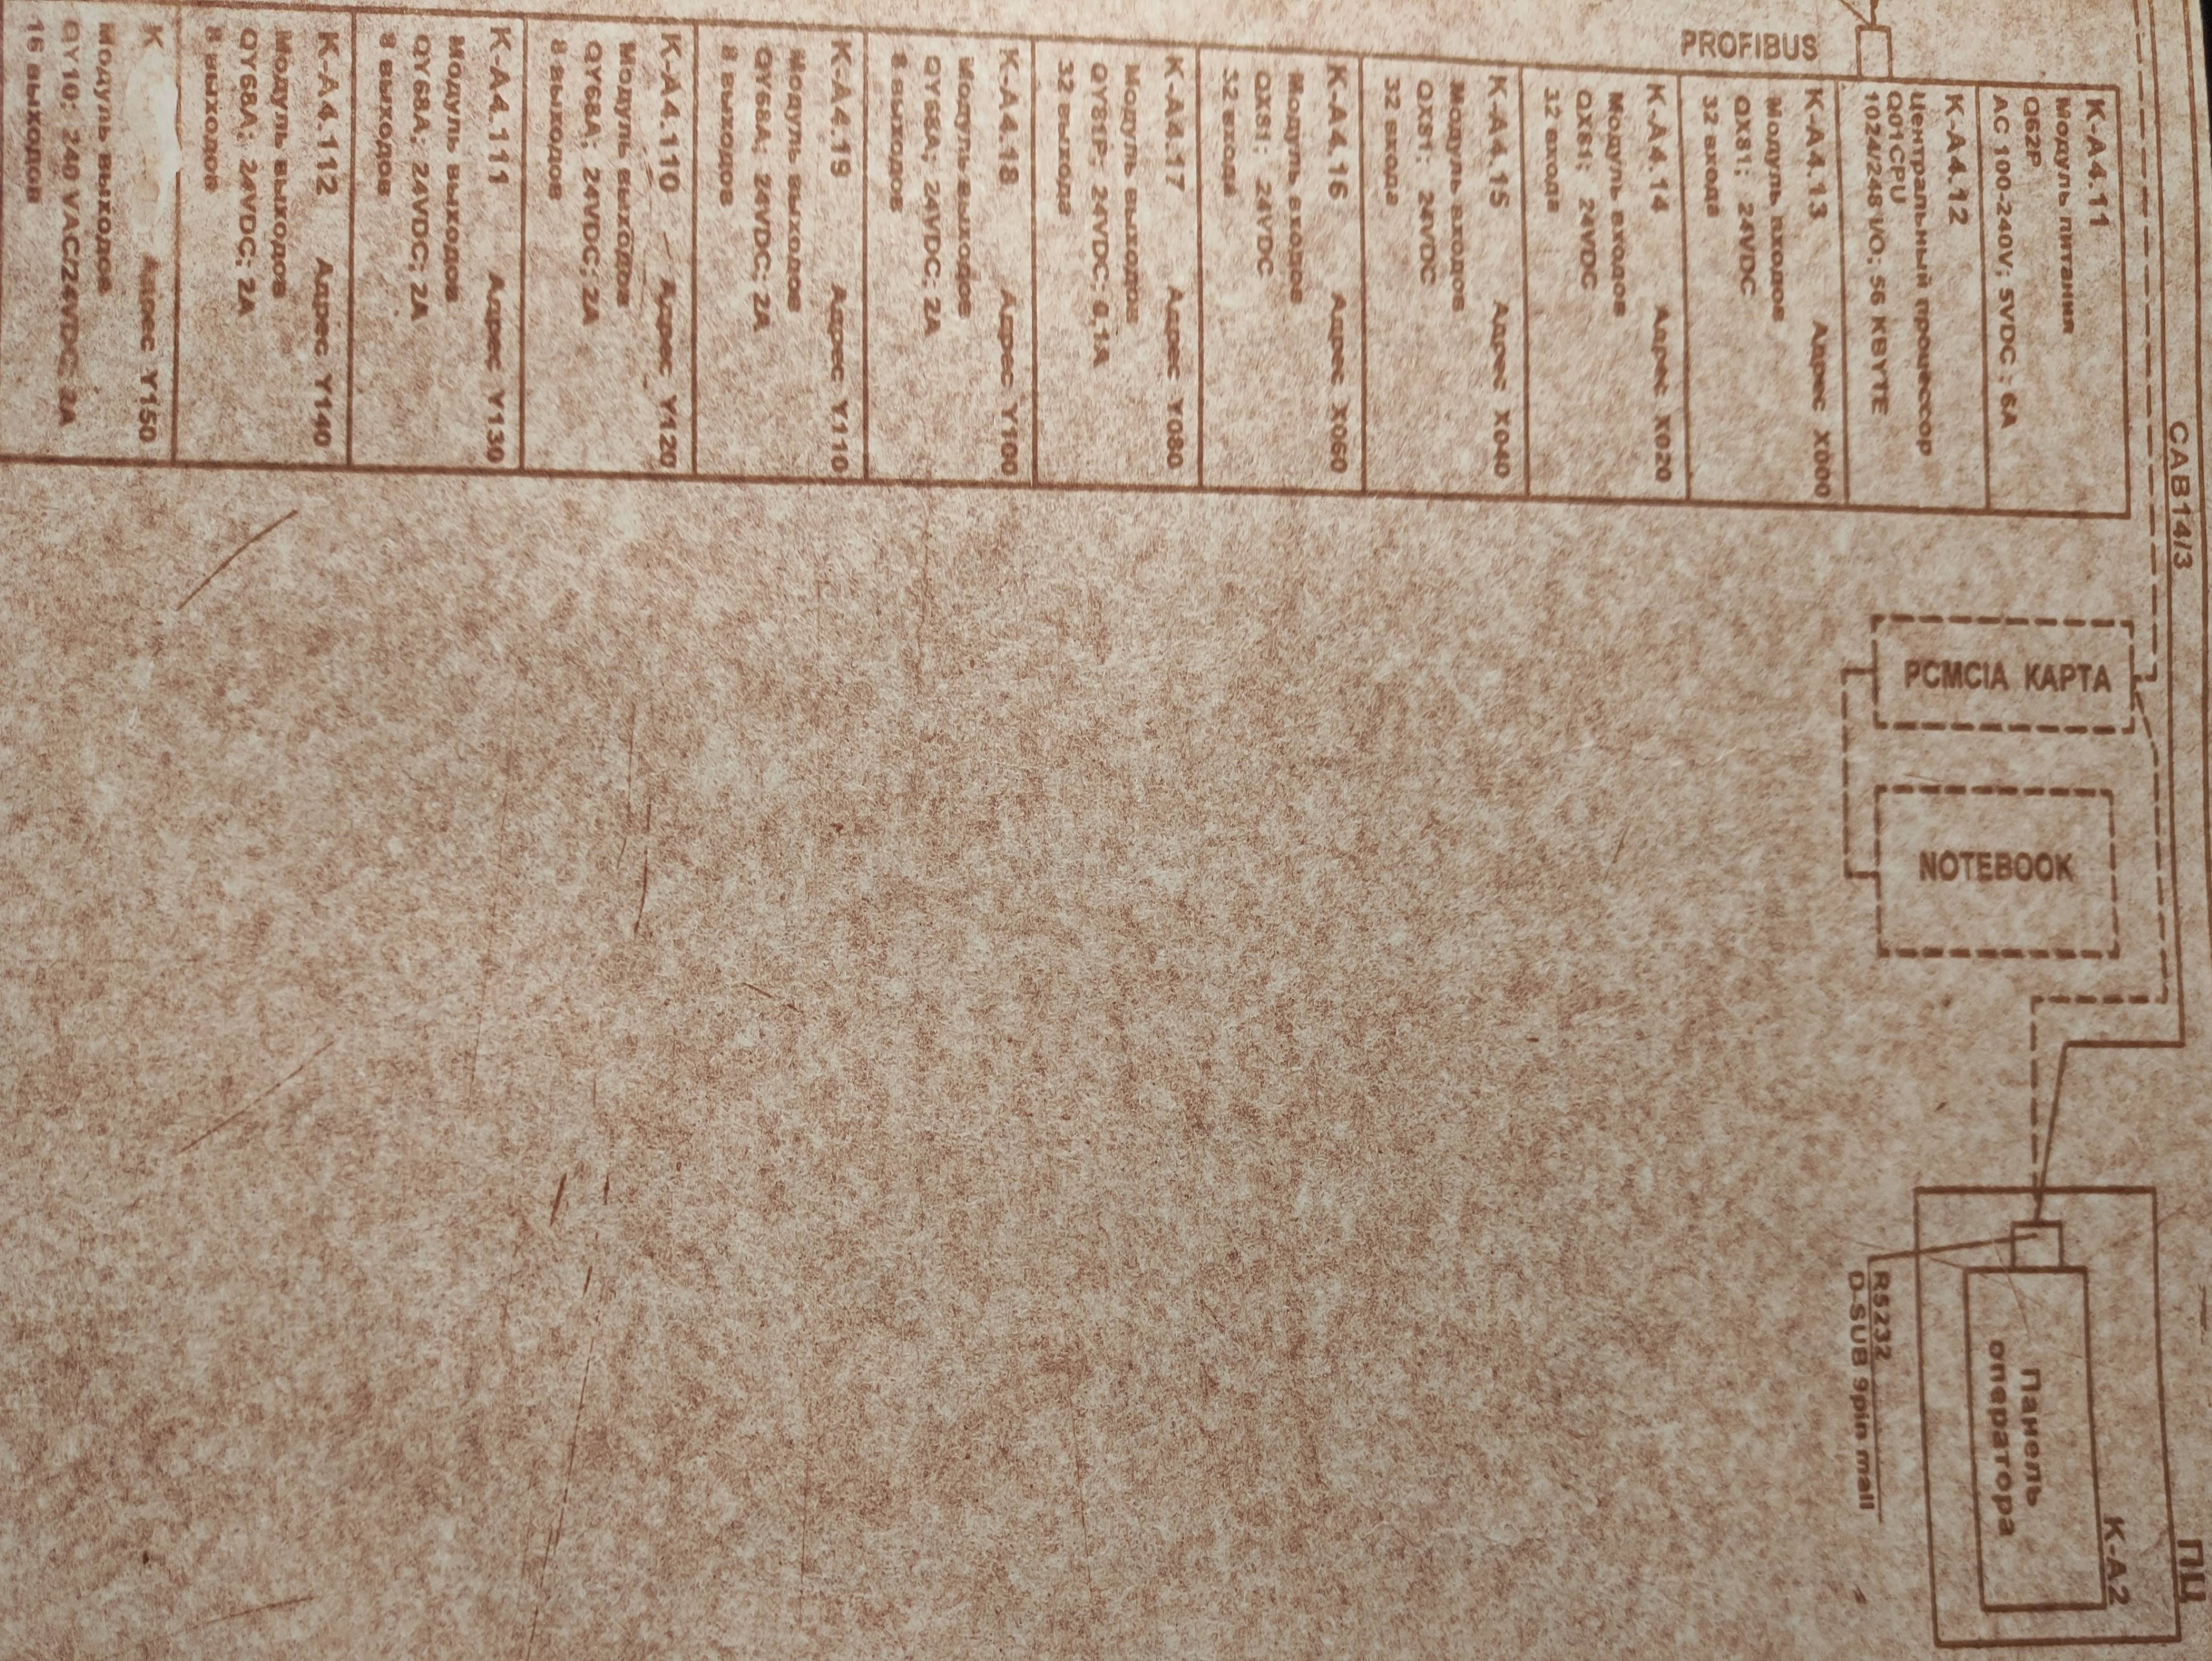 CAB14/3
ПЦ
K-A4.11
Модуль питания
Q62P
AC 100-240V; 5VDC ; 6A
K-A4.12
Центральный процессор
Q01CPU
1024/248 I/O; 56 KBYTE
PROFIBUS
K-A4.13 Адрес X000
Модуль входов
QX81; 24VDC
32 входа
K-A4.14 Адрес X020
Модуль входов
QX81; 24VDC
32 входа
K-A4.15 Адрес X040
Модуль входов
QX81; 24VDC
32 входа
K-A4.16 Адрес X060
Модуль входов
QX81; 24VDC
32 входа
K-A4.17 Адрес Y080
Модуль выходов
QY81P; 24VDC; 0,1A
32 выхода
K-A4.18 Адрес Y100
Модуль выходов
QY68A; 24VDC; 2A
8 выходов
K-A4.19 Адрес Y110
Модуль выходов
QY68A; 24VDC; 2A
8 выходов
K-A4.110 Адрес Y120
Модуль выходов
QY68A; 24VDC; 2A
8 выходов
K-A4.111 Адрес Y130
Модуль выходов
QY68A; 24VDC; 2A
8 выходов
K-A4.112 Адрес Y140
Модуль выходов
QY68A; 24VDC; 2A
8 выходов
K Адрес Y150
Модуль выходов
QY10; 240 VAC/24VDC; 2A
16 выходов
PCMCIA КАРТА
NOTEBOOK
K-A2
Панель
оператора
RS232
D-SUB 9pin mall